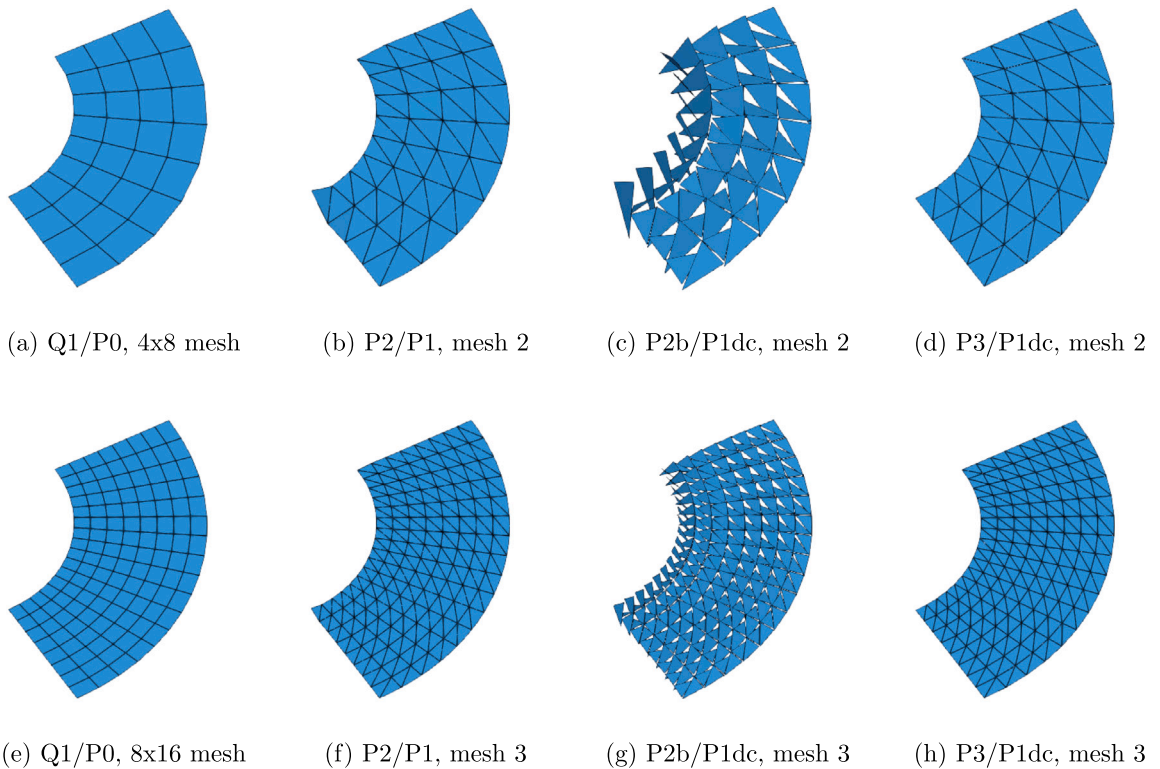 (a) Q1/P0, 4x8 mesh
(b) P2/P1, mesh 2
(c) P2b/P1dc, mesh 2
(d) P3/P1dc, mesh 2
(e) Q1/P0, 8x16 mesh
(f) P2/P1, mesh 3
(g) P2b/P1dc, mesh 3
(h) P3/P1dc, mesh 3